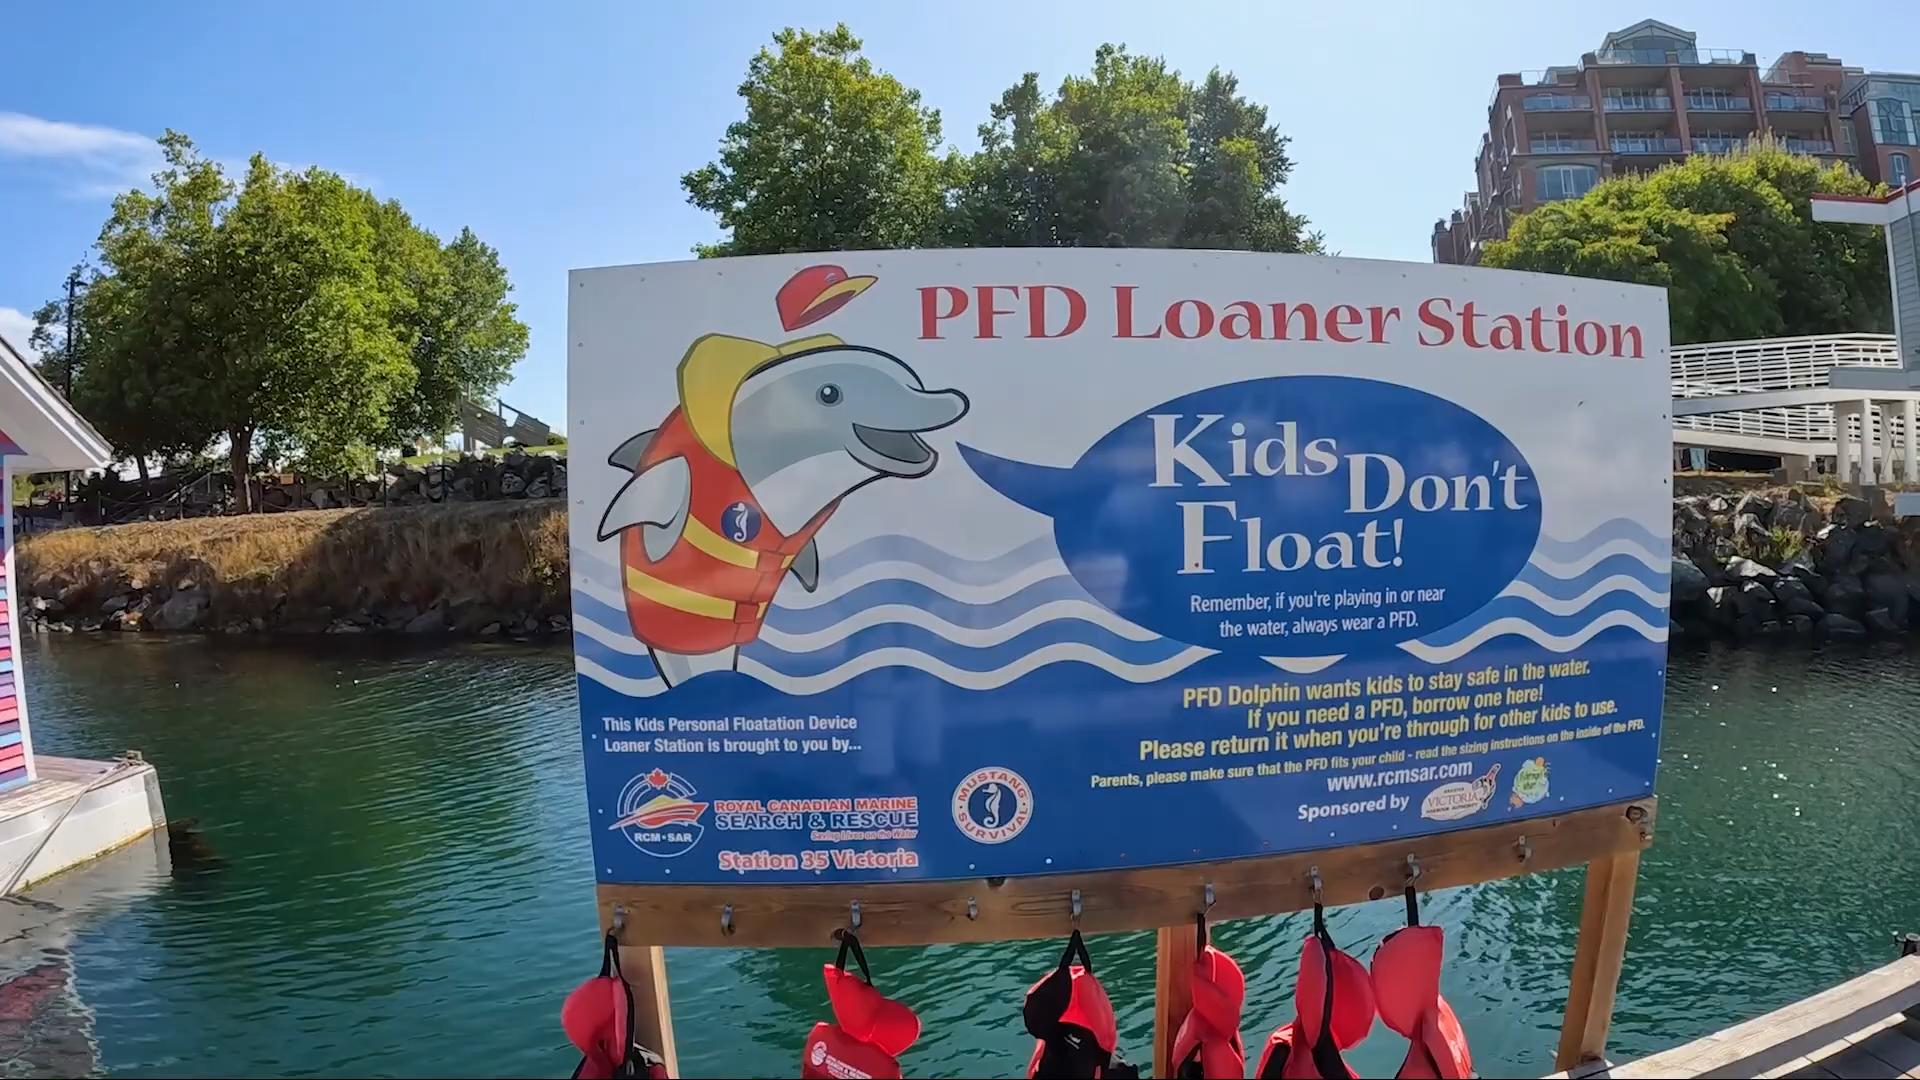 PFD Loaner Station
Kids Don't
Float!
Remember, if you're playing in or near
the water, always wear a PFD.
PFD Dolphin wants kids to stay safe in the water.
If you need a PFD, borrow one here!
Please return it when you're through for other kids to use.
Parents, please make sure that the PFD fits your child - read the sizing instructions on the inside of the PFD.
www.rcmsar.com
Sponsored by
VICTORIA
This Kids Personal Floatation Device
Loaner Station is brought to you by...
RCM•SAR
ROYAL CANADIAN MARINE
SEARCH & RESCUE
Saving Lives on the Water
Station 35 Victoria
MUSTANG
SURVIVAL